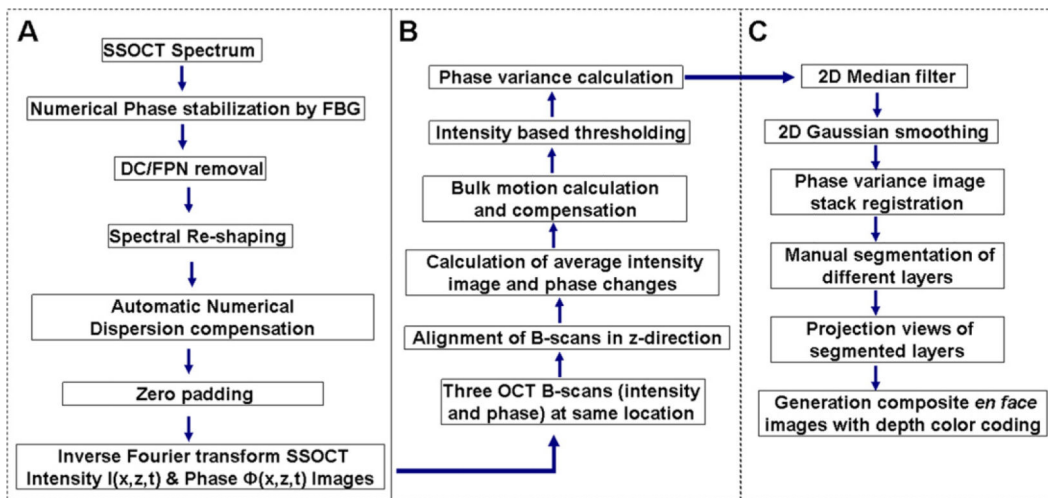 A
SSOCT Spectrum
Numerical Phase stabilization by FBG
DC/FPN removal
Spectral Re-shaping
Automatic Numerical
Dispersion compensation
Zero padding
Inverse Fourier transform SSOCT
Intensity I(x,z,t) & Phase Φ(x,z,t) Images
B
Phase variance calculation
Intensity based thresholding
Bulk motion calculation
and compensation
Calculation of average intensity
image and phase changes
Alignment of B-scans in z-direction
Three OCT B-scans (intensity
and phase) at same location
C
2D Median filter
2D Gaussian smoothing
Phase variance image
stack registration
Manual segmentation of
different layers
Projection views of
segmented layers
Generation composite en face
images with depth color coding